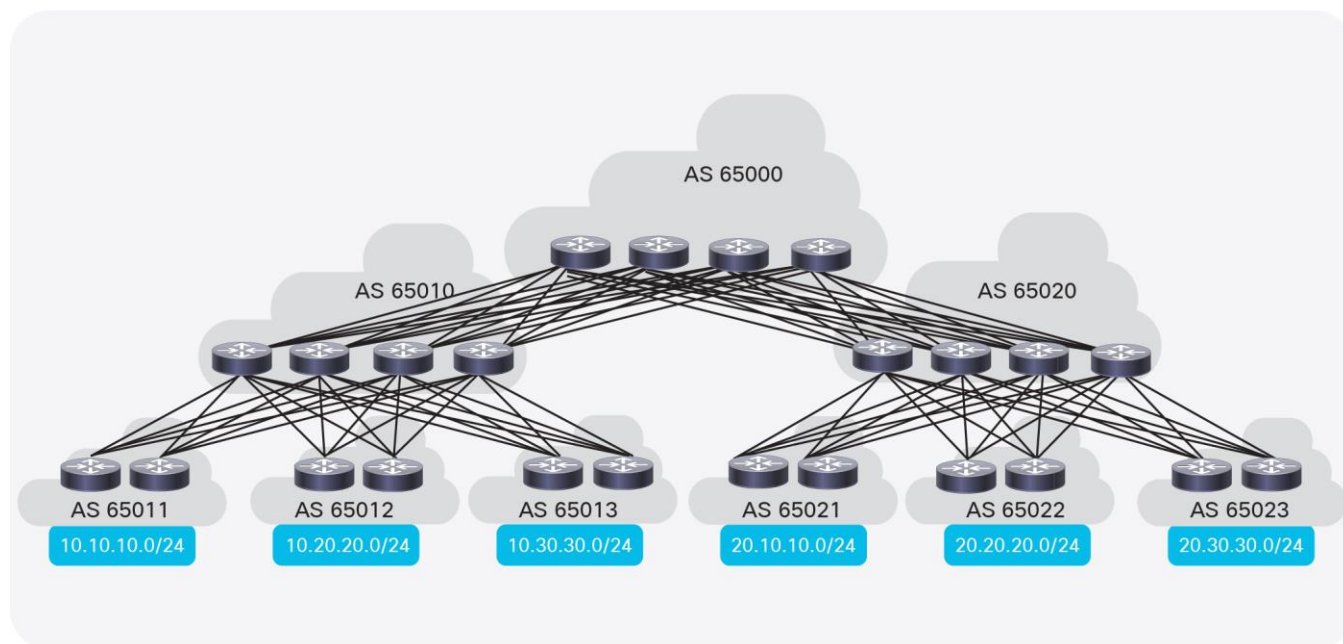 AS 65000
AS 65010
AS 65020
AS 65011
AS 65012
AS 65013
AS 65021
AS 65022
AS 65023
10.10.10.0/24
10.20.20.0/24
10.30.30.0/24
20.10.10.0/24
20.20.20.0/24
20.30.30.0/24